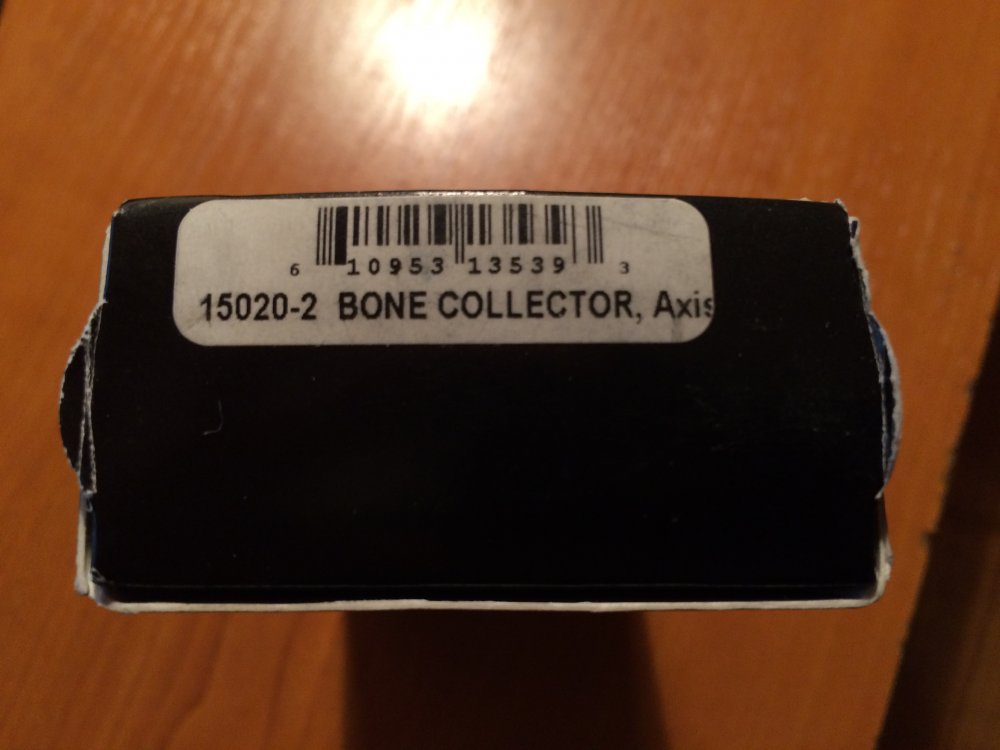 6 10953 13539 3
15020-2 BONE COLLECTOR, Axis